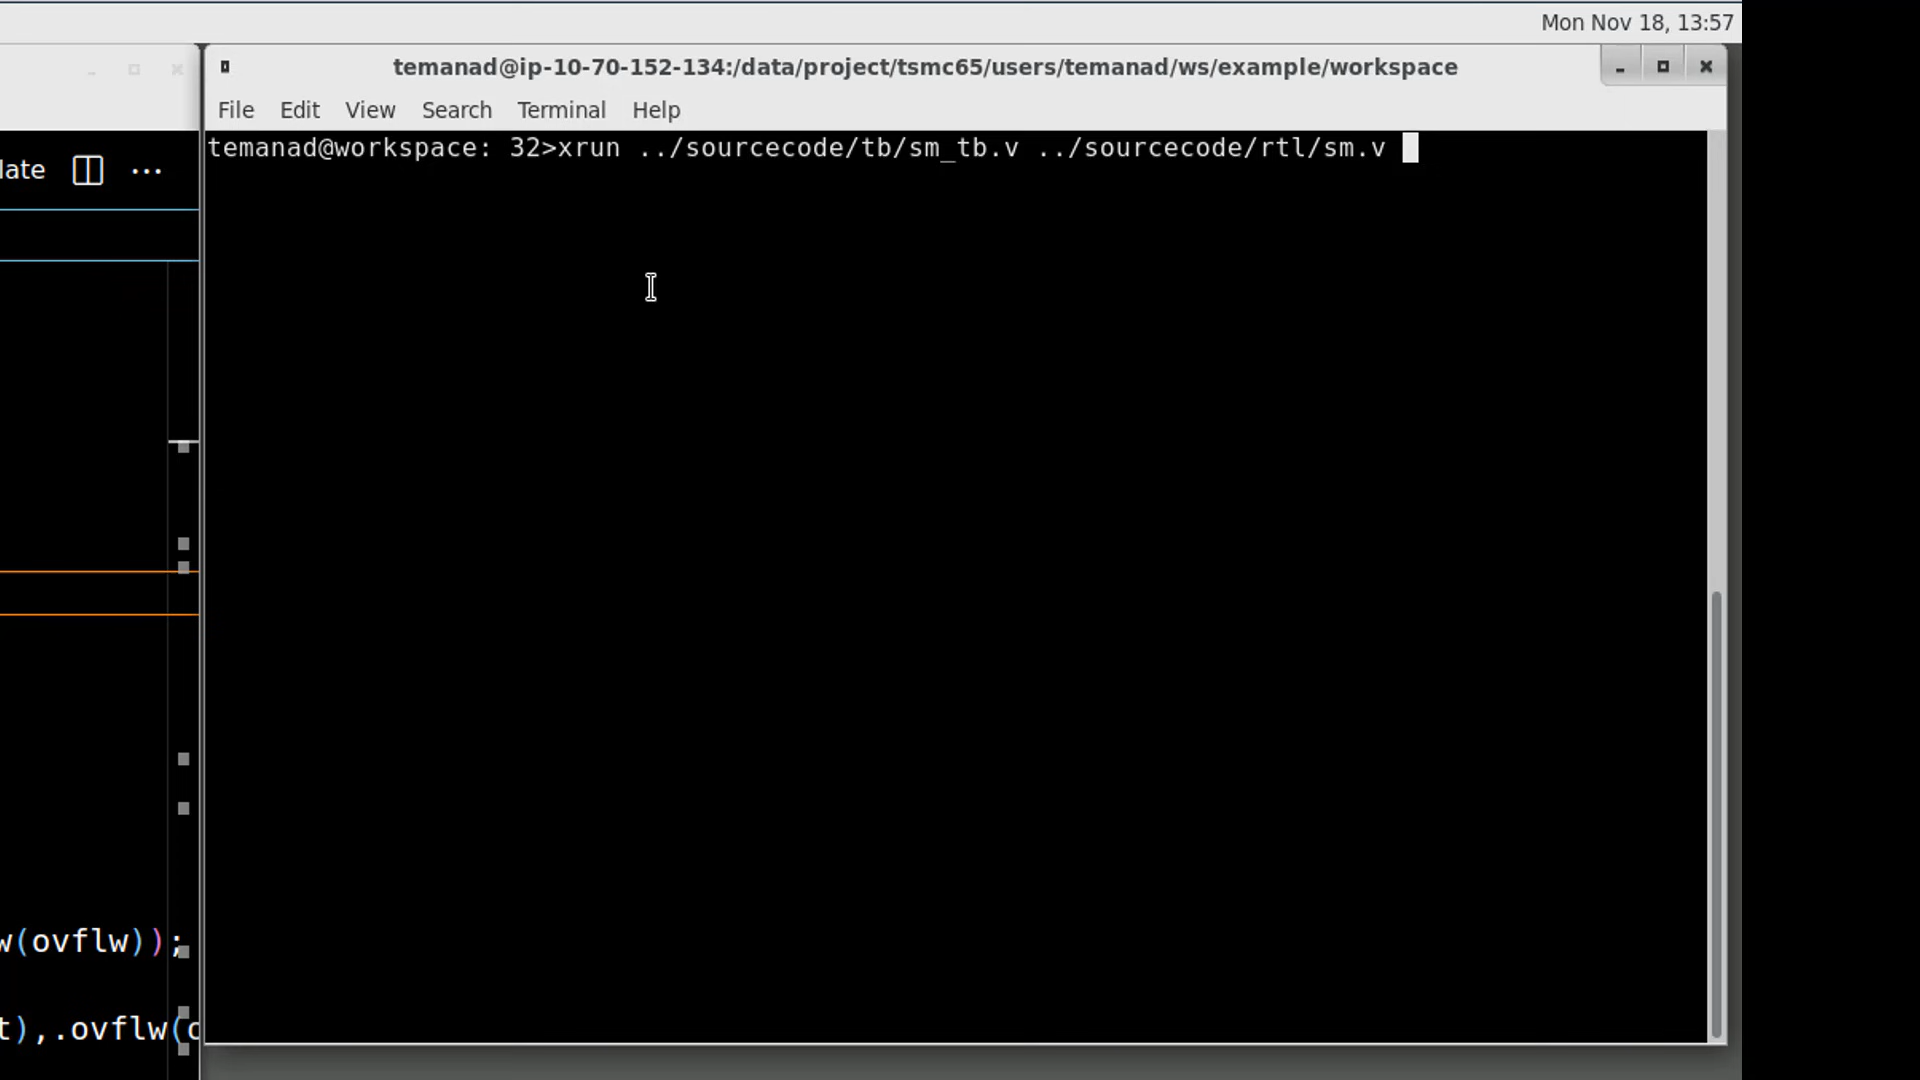 Mon Nov 18, 13:57
temanad@ip-10-70-152-134:/data/project/tsmc65/users/temanad/ws/example/workspace
File Edit View Search Terminal Help
temanad@workspace: 32>xrun ../sourcecode/tb/sm_tb.v ../sourcecode/rtl/sm.v
late ...
w(ovflw));
t),.ovflw(